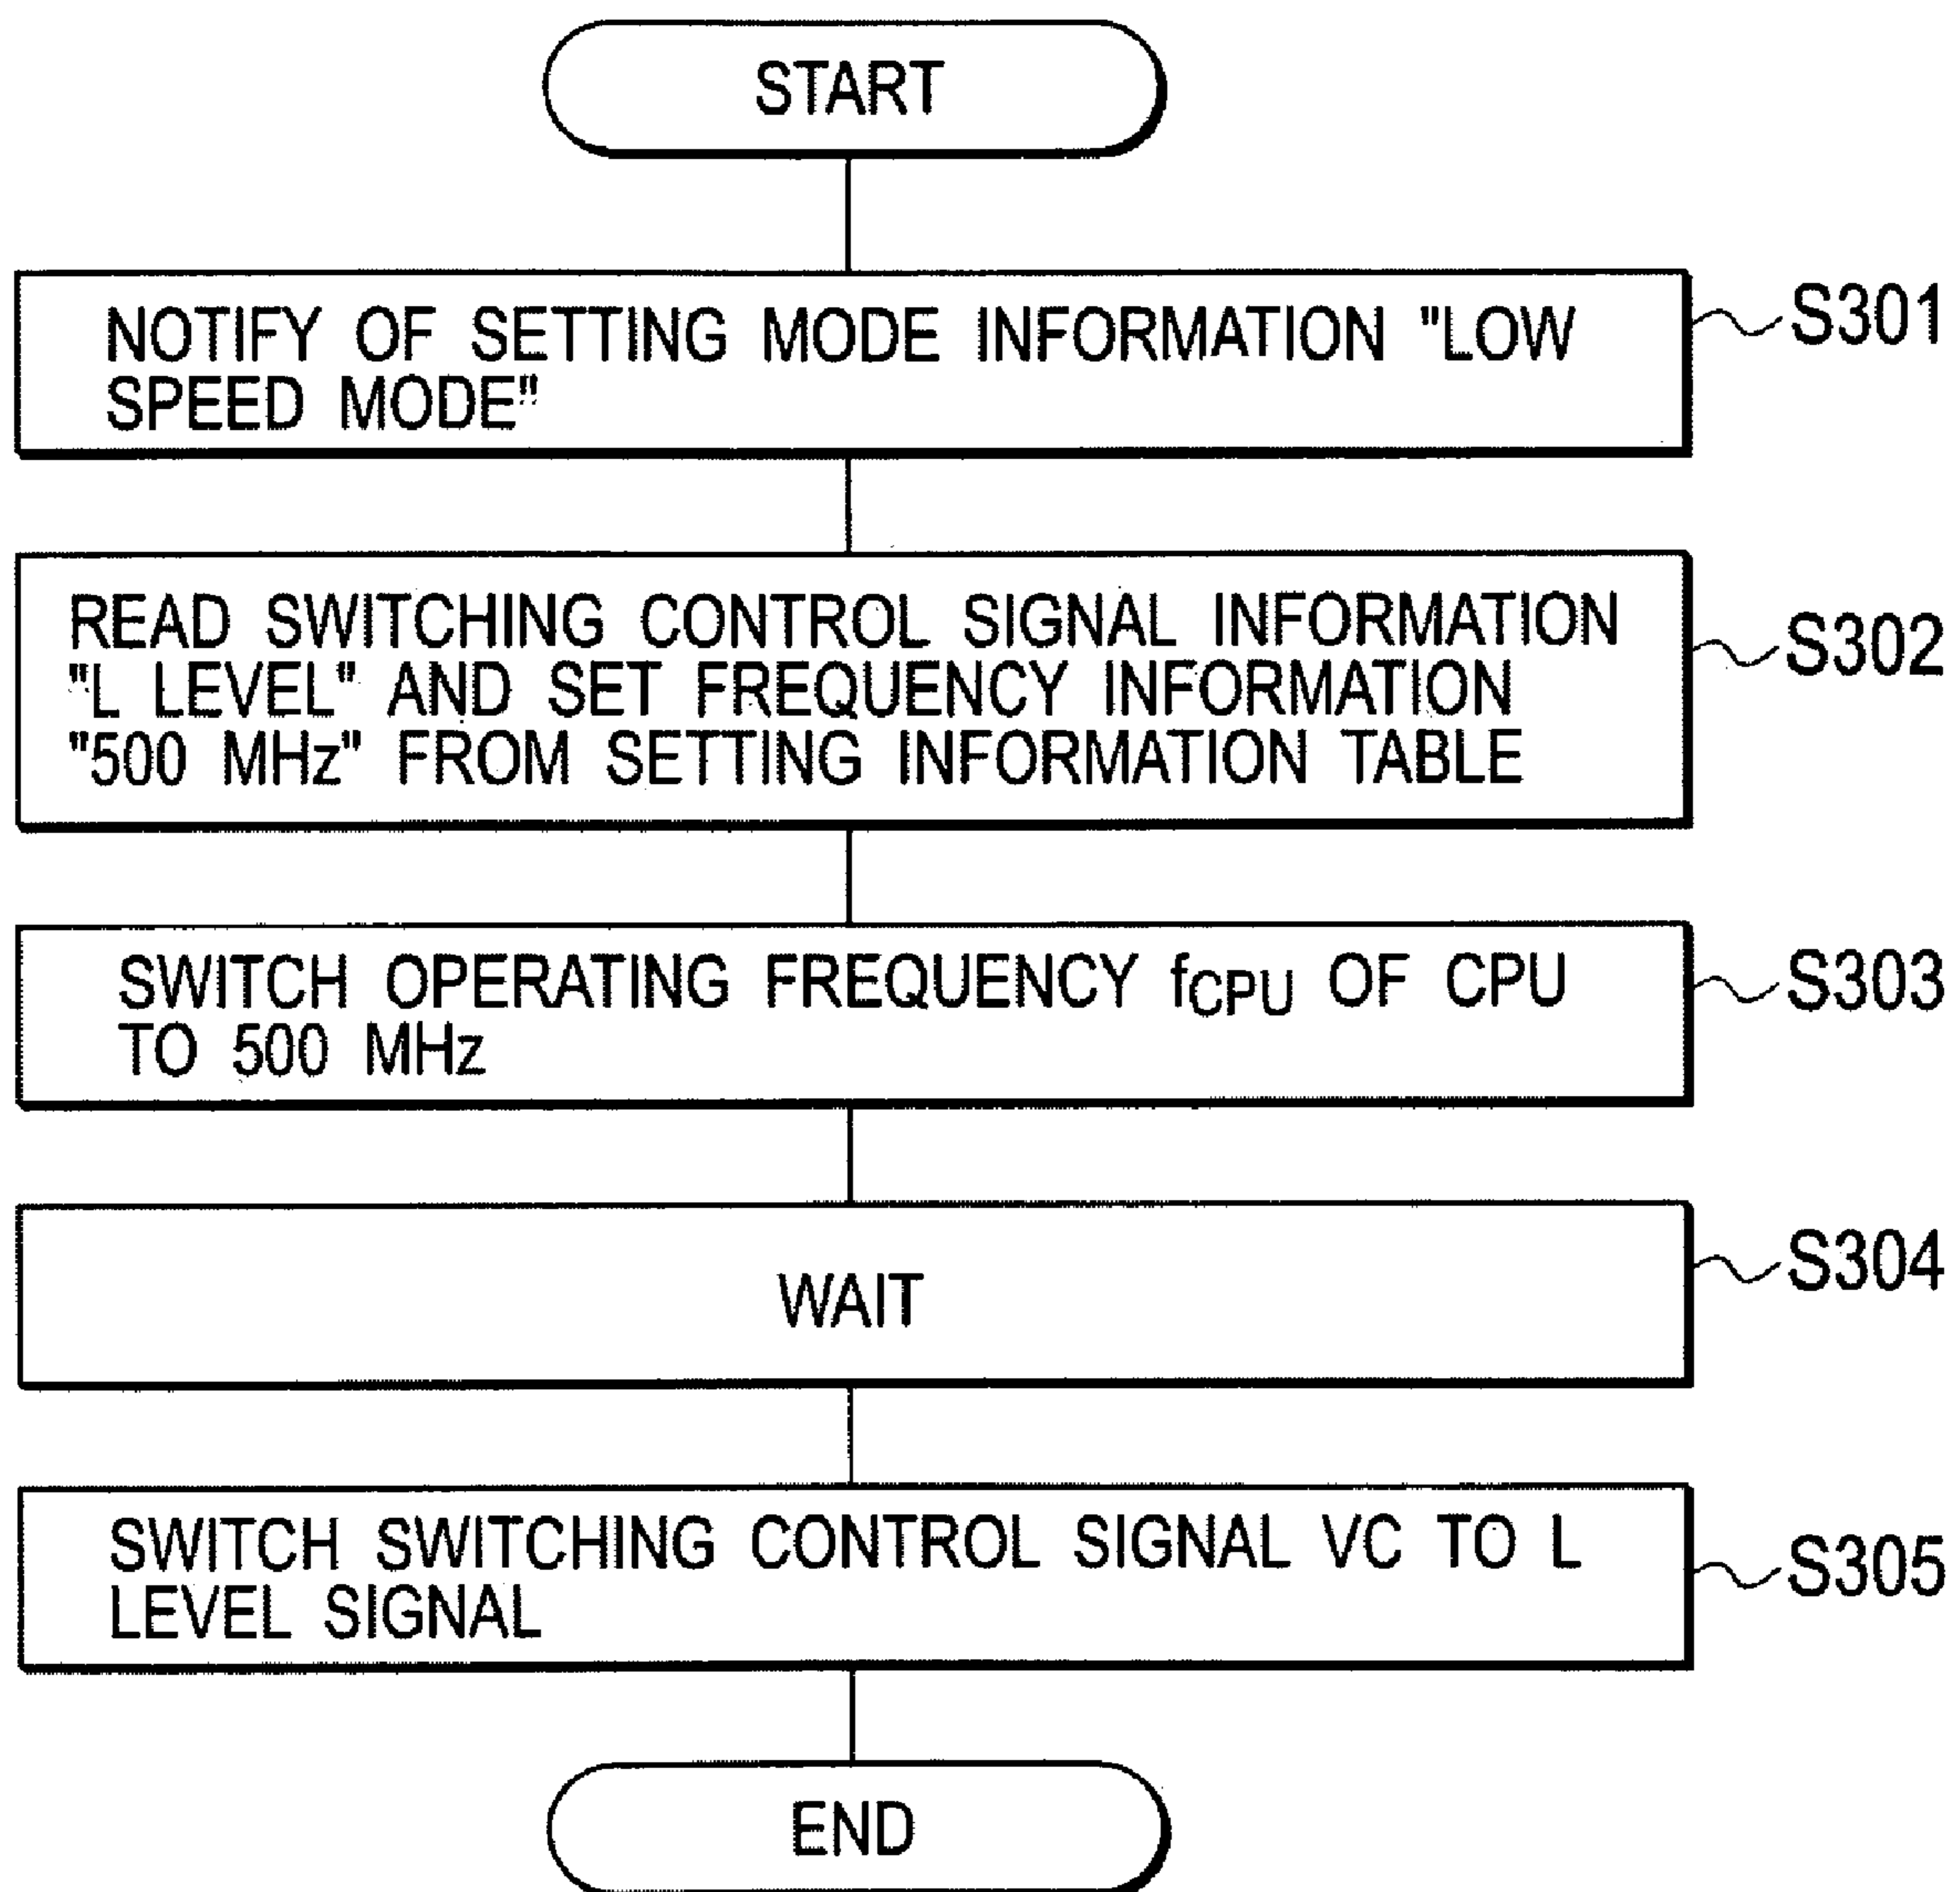 START
NOTIFY OF SETTING MODE INFORMATION "LOW
SPEED MODE"
S301
READ SWITCHING CONTROL SIGNAL INFORMATION
"L LEVEL" AND SET FREQUENCY INFORMATION
"500 MHz" FROM SETTING INFORMATION TABLE
S302
SWITCH OPERATING FREQUENCY fCPU OF CPU
TO 500 MHz
S303
WAIT
S304
SWITCH SWITCHING CONTROL SIGNAL VC TO L
LEVEL SIGNAL
S305
END